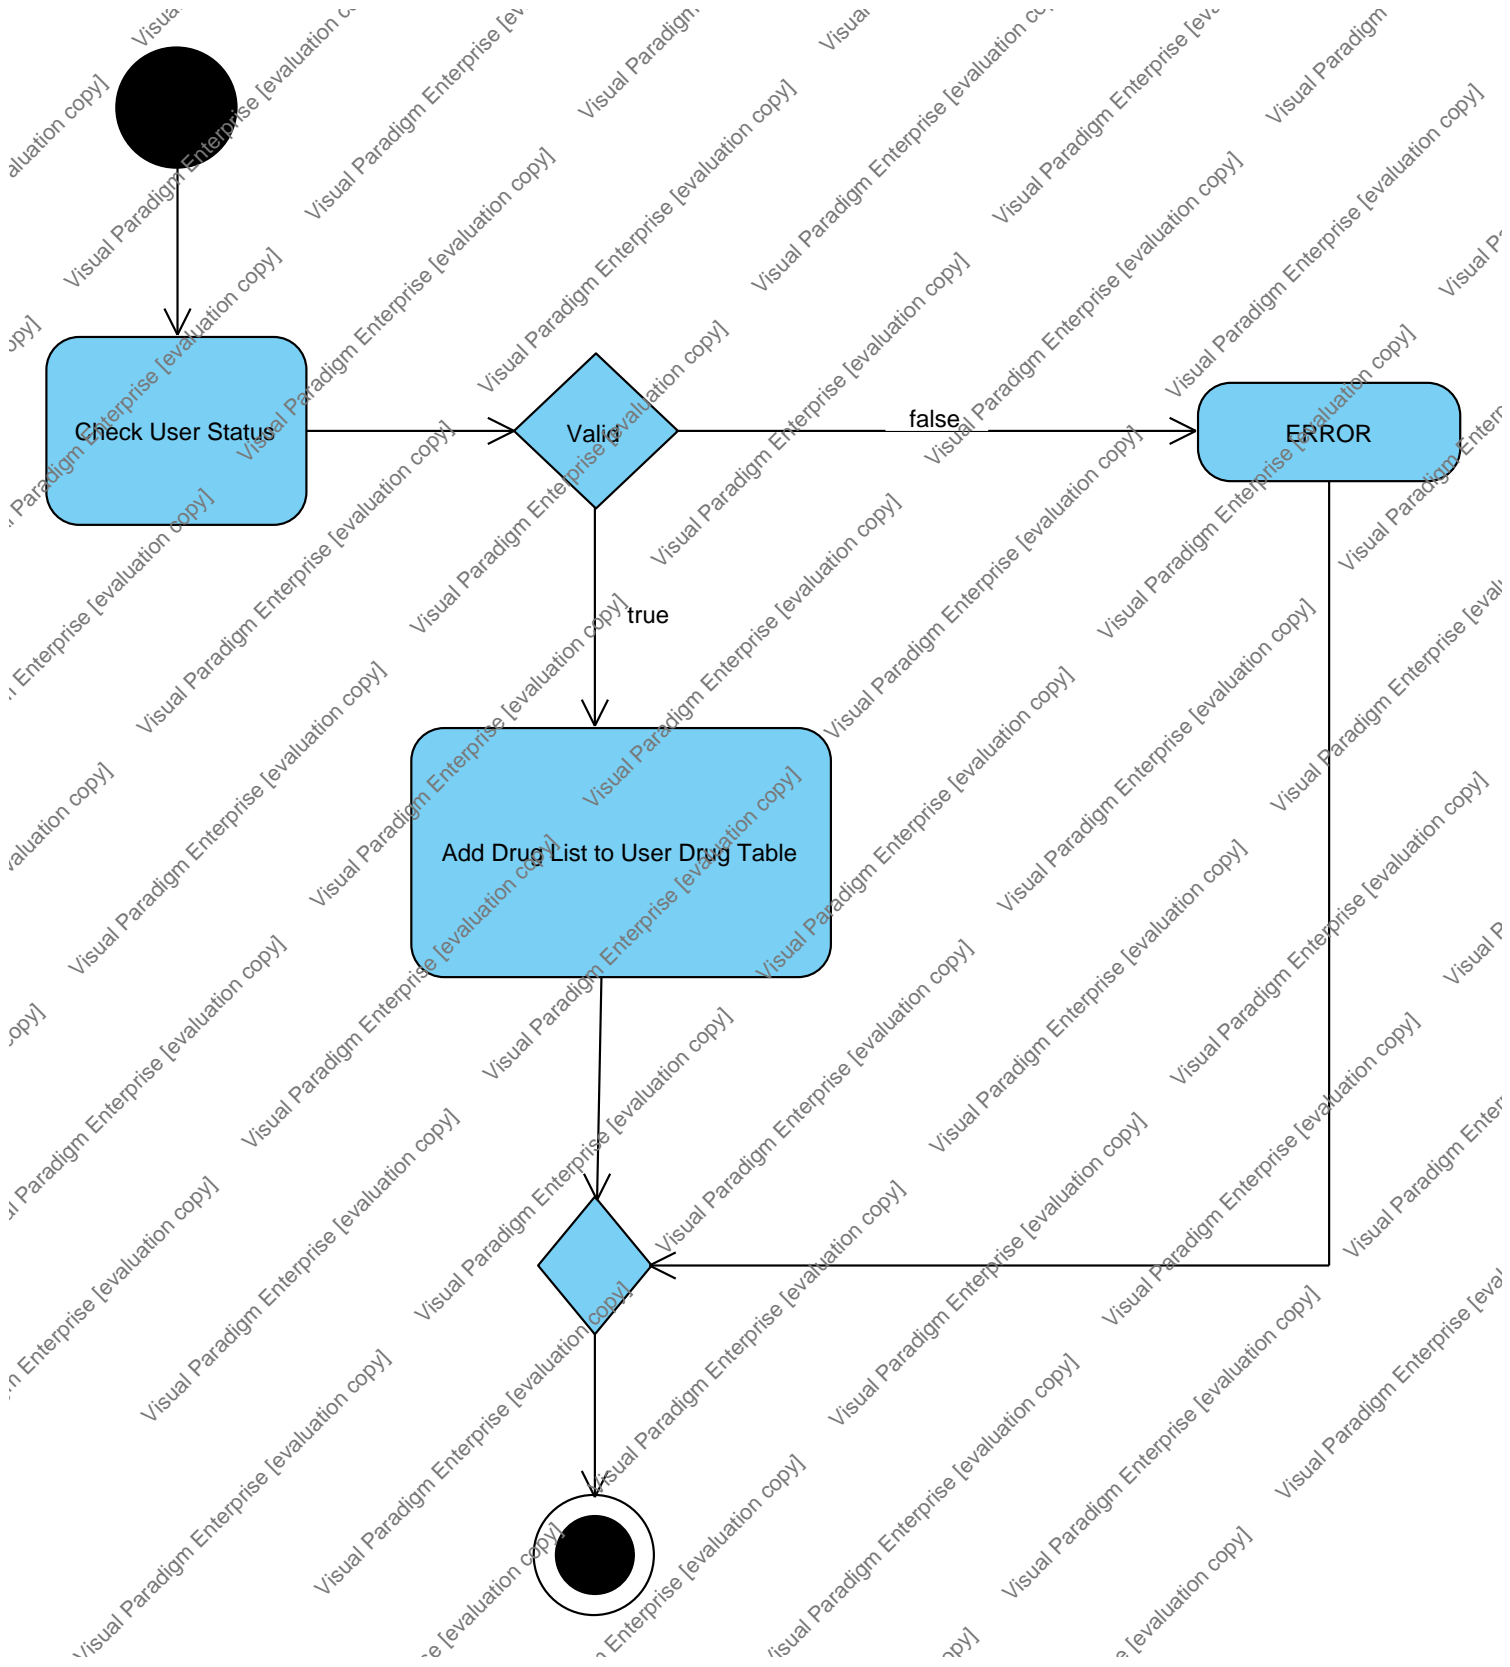 Check User Status
Valid
false
ERROR
true
Add Drug List to User Drug Table
Visual Paradigm Enterprise [evaluation copy]